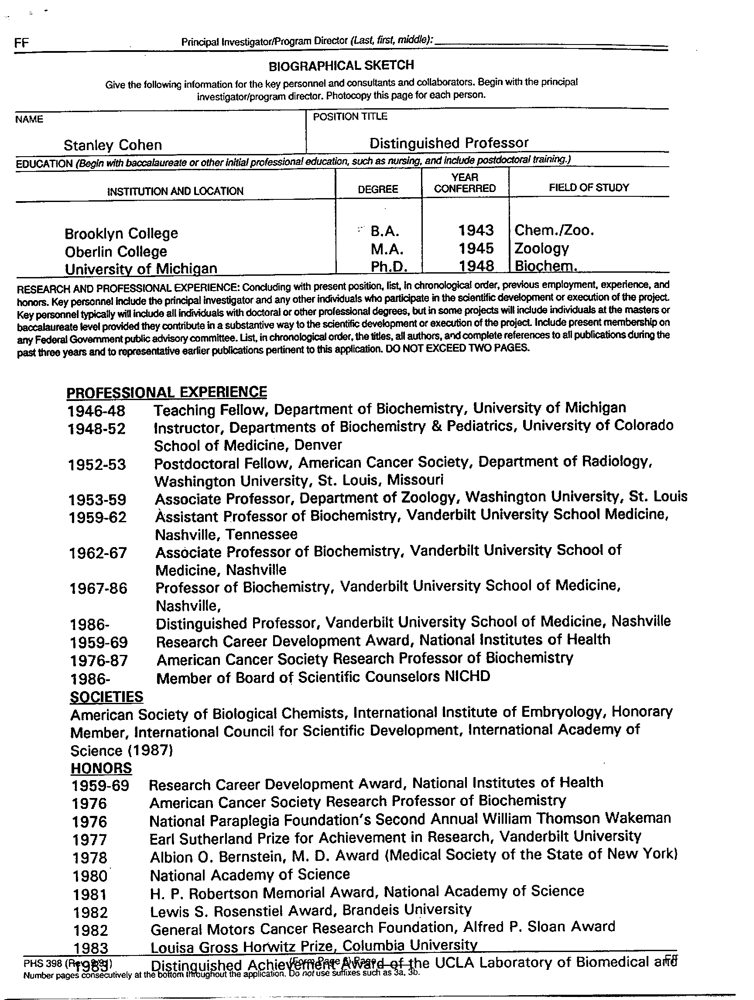 FF
Principal Investigator/Program Director (Last, first, middle):
BIOGRAPHICAL SKETCH
Give the following information for the key personnel and consultants and collaborators. Begin with the principal
investigator/program director. Photocopy this page for each person.
NAME POSITION TITLE
Stanley Cohen Distinguished Professor
EDUCATION (Begin with baccalaureate or other initial professional education, such as nursing, and include postdoctoral training.)
INSTITUTION AND LOCATION DEGREE YEAR CONFERRED FIELD OF STUDY
Brooklyn College B.A. 1943 Chem./Zoo.
Oberlin College M.A. 1945 Zoology
University of Michigan Ph.D. 1948 Biochem.
RESEARCH AND PROFESSIONAL EXPERIENCE: Concluding with present position, list, in chronological order, previous employment, experience, and
honors. Key personnel include the principal investigator and any other individuals who participate in the scientific development or execution of the project.
Key personnel typically will include all individuals with doctoral or other professional degrees, but in some projects will include individuals at the masters or
baccalaureate level provided they contribute in a substantive way to the scientific development or execution of the project. Include present membership on
any Federal Government public advisory committee. List, in chronological order, the titles, all authors, and complete references to all publications during the
past three years and to representative earlier publications pertinent to this application. DO NOT EXCEED TWO PAGES.
PROFESSIONAL EXPERIENCE
1946-48 Teaching Fellow, Department of Biochemistry, University of Michigan
1948-52 Instructor, Departments of Biochemistry & Pediatrics, University of Colorado
School of Medicine, Denver
1952-53 Postdoctoral Fellow, American Cancer Society, Department of Radiology,
Washington University, St. Louis, Missouri
1953-59 Associate Professor, Department of Zoology, Washington University, St. Louis
1959-62 Assistant Professor of Biochemistry, Vanderbilt University School Medicine,
Nashville, Tennessee
1962-67 Associate Professor of Biochemistry, Vanderbilt University School of
Medicine, Nashville
1967-86 Professor of Biochemistry, Vanderbilt University School of Medicine,
Nashville,
1986- Distinguished Professor, Vanderbilt University School of Medicine, Nashville
1959-69 Research Career Development Award, National Institutes of Health
1976-87 American Cancer Society Research Professor of Biochemistry
1986- Member of Board of Scientific Counselors NICHD
SOCIETIES
American Society of Biological Chemists, International Institute of Embryology, Honorary
Member, International Council for Scientific Development, International Academy of
Science (1987)
HONORS
1959-69 Research Career Development Award, National Institutes of Health
1976 American Cancer Society Research Professor of Biochemistry
1976 National Paraplegia Foundation's Second Annual William Thomson Wakeman
1977 Earl Sutherland Prize for Achievement in Research, Vanderbilt University
1978 Albion O. Bernstein, M. D. Award (Medical Society of the State of New York)
1980 National Academy of Science
1981 H. P. Robertson Memorial Award, National Academy of Science
1982 Lewis S. Rosenstiel Award, Brandeis University
1982 General Motors Cancer Research Foundation, Alfred P. Sloan Award
1983 Louisa Gross Horwitz Prize, Columbia University
1983 Distinguished Achievement Award of the UCLA Laboratory of Biomedical and
PHS 398 (Rev. 9/91) (Form Page 6) Page FF
Number pages consecutively at the bottom throughout the application. Do not use suffixes such as 3a, 3b.